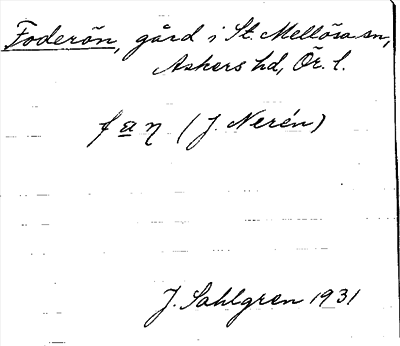 Foderön, gård i St. Mellösa sn,
Askers hd, Ör. l.
(J. Nerén)
J. Sahlgren 1931